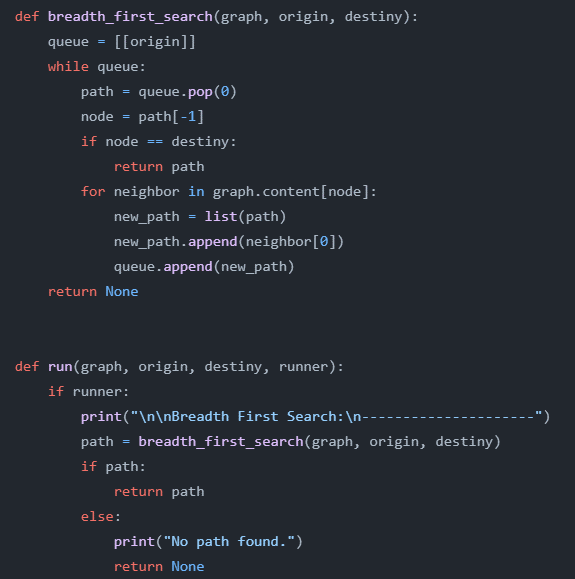 def breadth_first_search(graph, origin, destiny):
    queue = [[origin]]
    while queue:
        path = queue.pop(0)
        node = path[-1]
        if node == destiny:
            return path
        for neighbor in graph.content[node]:
            new_path = list(path)
            new_path.append(neighbor[0])
            queue.append(new_path)
    return None


def run(graph, origin, destiny, runner):
    if runner:
        print("\n\nBreadth First Search:\n---------------------")
        path = breadth_first_search(graph, origin, destiny)
        if path:
            return path
        else:
            print("No path found.")
            return None